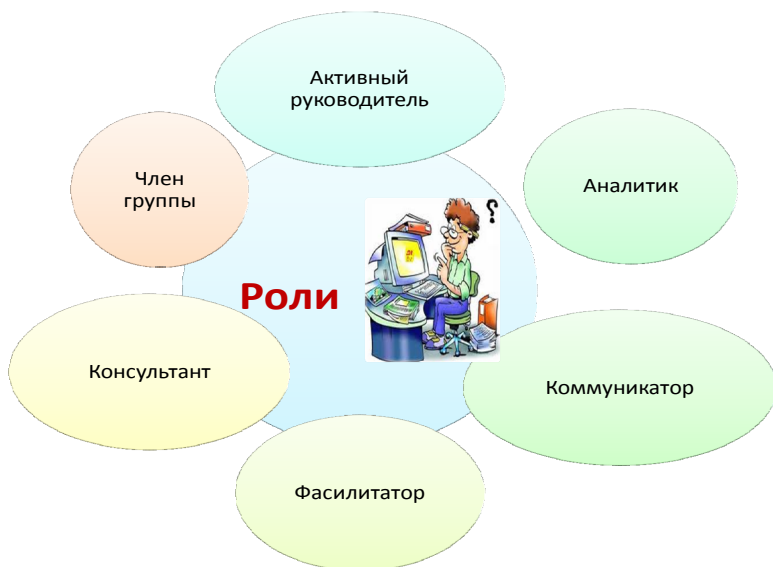 Активный
руководитель
Аналитик
Коммуникатор
Фасилитатор
Консультант
Член
группы
Роли
?